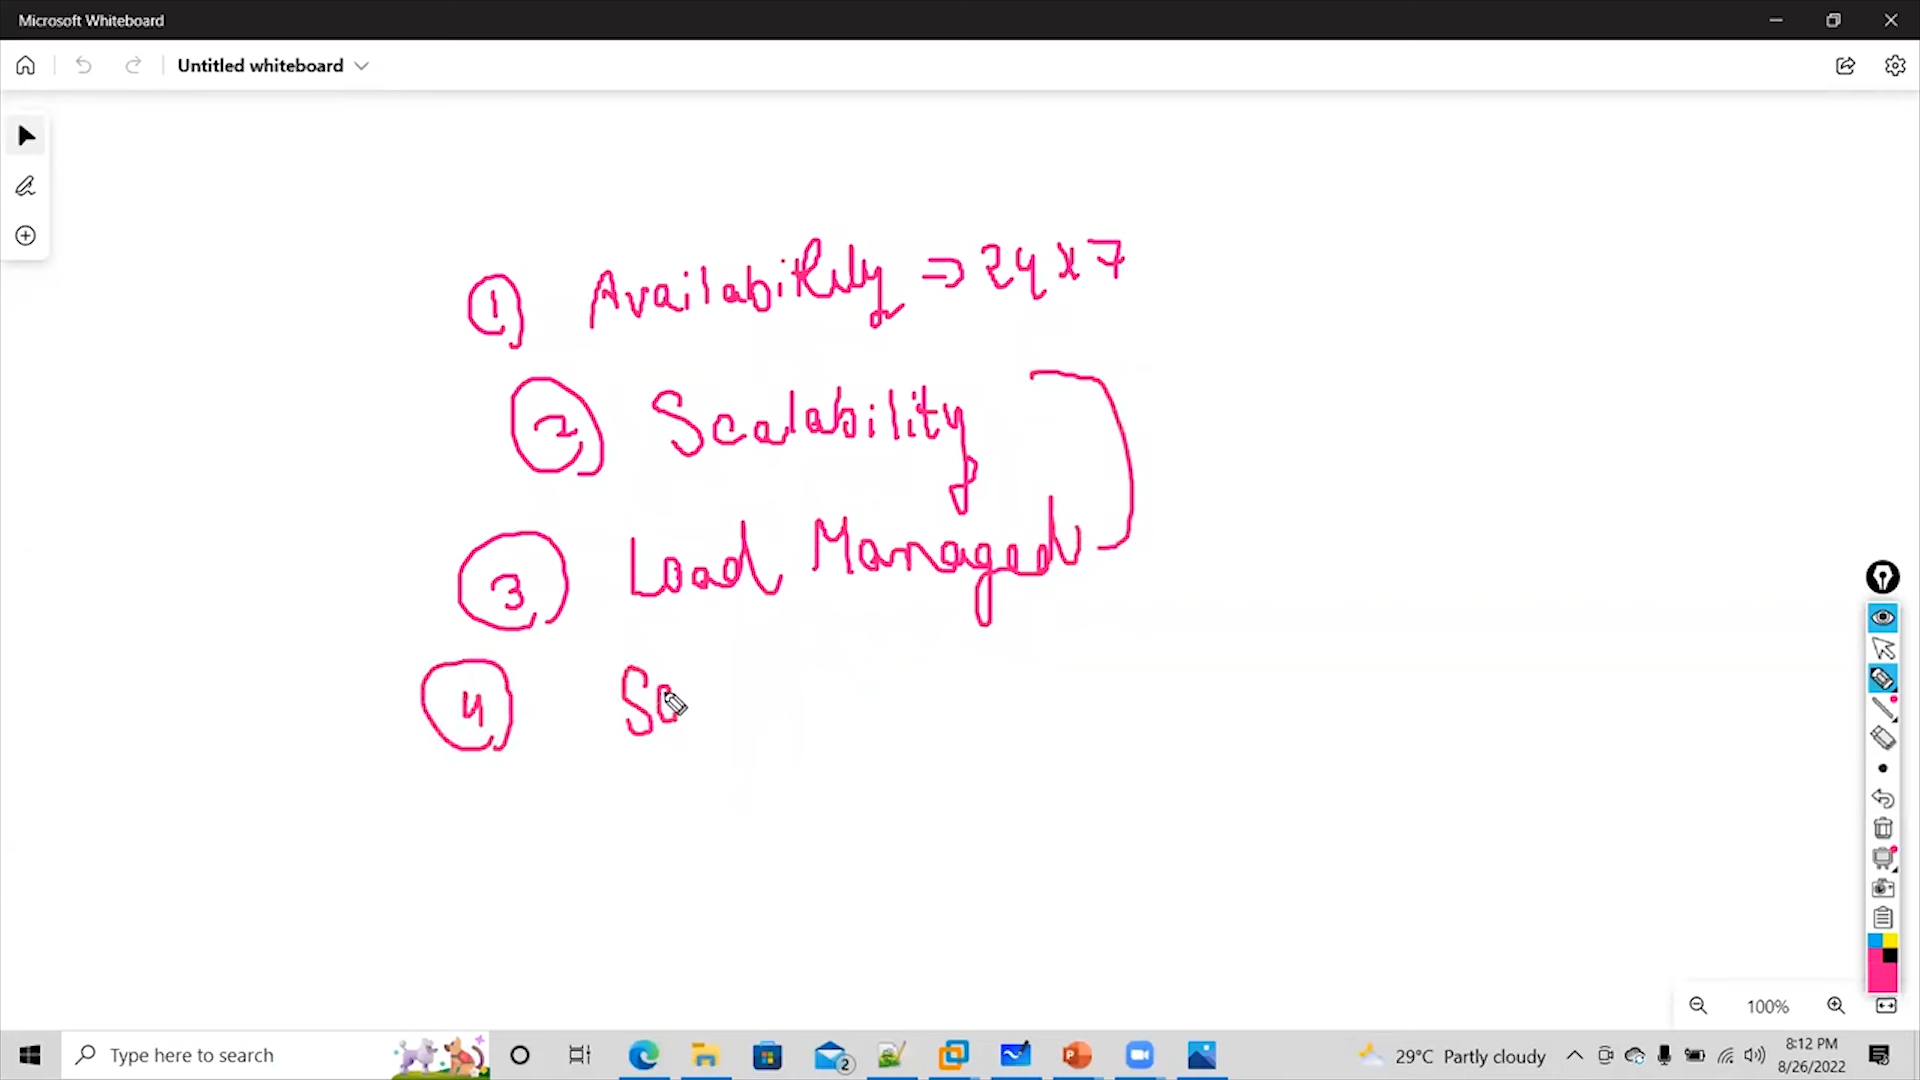 Microsoft Whiteboard
Untitled whiteboard
1 Availability => 24x7
2 Scalability
3 Load Managed
4
100%
Type here to search
2
29°C Partly cloudy
8:12 PM
8/26/2022